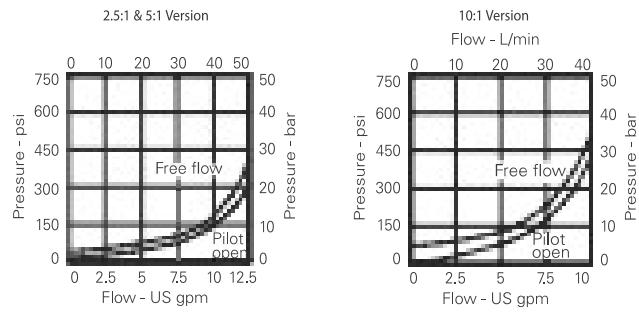 2.5:1 & 5:1 Version
0 10 20 30 40 50
Pressure - psi
750
600
450
300
150
0
50
40
30
20
10
0
Pressure - bar
Free flow
Pilot
open
0 2.5 5 7.5 10 12.5
Flow - US gpm
10:1 Version
Flow - L/min
0 10 20 30 40
Pressure - psi
750
600
450
300
150
0
50
40
30
20
10
0
Pressure - bar
Free flow
Pilot
open
0 2.5 5 7.5 10
Flow - US gpm